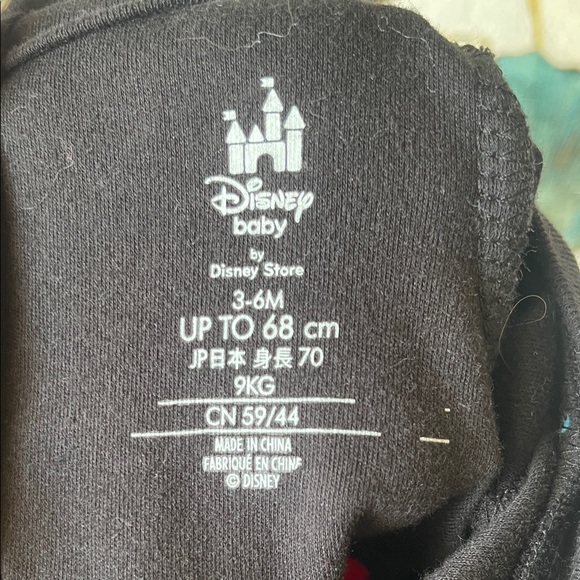 Disney
baby
by
Disney Store
3-6M
UP TO 68 cm
JP日本 身長 70
9KG
CN 59/44
MADE IN CHINA
FABRIQUÉ EN CHINE
© DISNEY